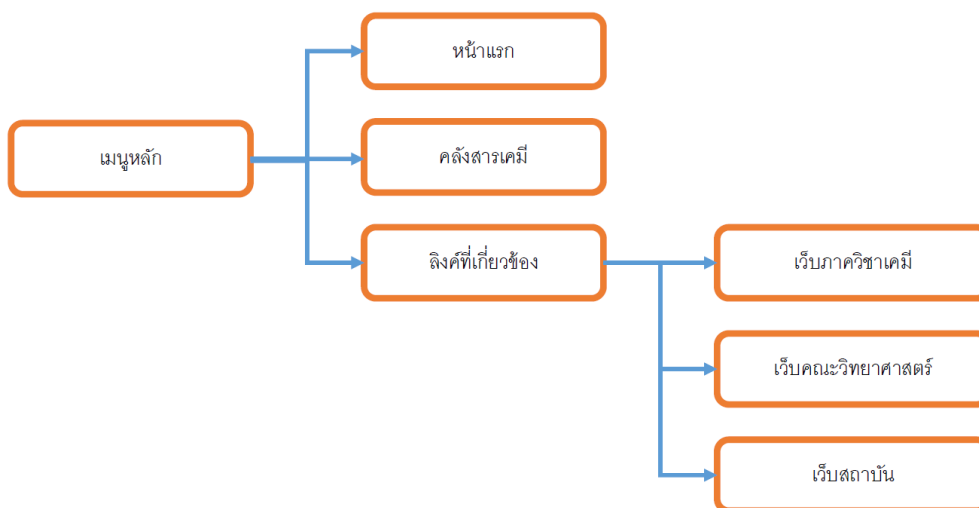 หน้าแรก
เมนูหลัก
คลังสารเคมี
ลิงค์ที่เกี่ยวข้อง
เว็บภาควิชาเคมี
เว็บคณะวิทยาศาสตร์
เว็บสถาบัน